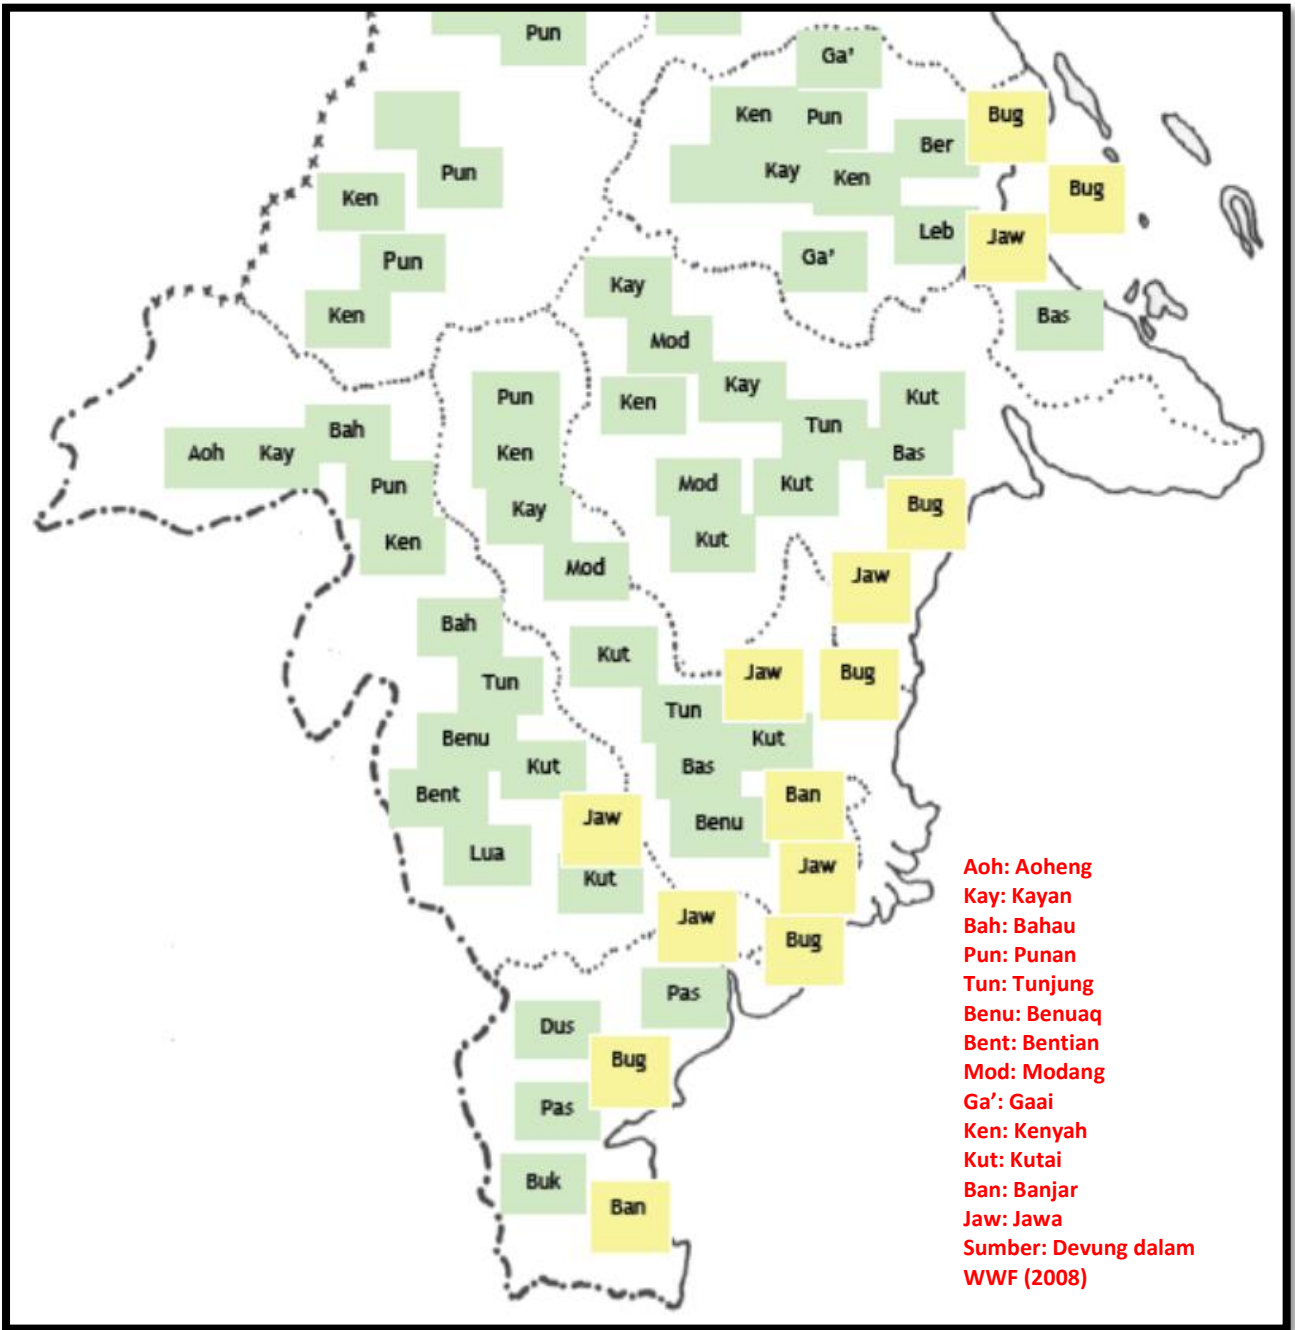 Pun
Ga’
Ken Pun
Bug
Ber
Pun
Kay
Ken
Ken
Bug
Leb
Jaw
Pun
Ga’
Kay
Ken
Bas
Mod
Kay
Pun
Ken
Kut
Tun
Bah
Aoh Kay
Ken
Bas
Pun
Mod
Kut
Kay
Bug
Ken
Kut
Mod
Jaw
Bah
Kut
Tun
Jaw
Bug
Tun
Benu
Kut
Kut
Bas
Bent
Ban
Jaw
Benu
Lua
Jaw
Kut
Jaw
Bug
Pas
Dus
Bug
Pas
Buk
Ban
Aoh: Aoheng
Kay: Kayan
Bah: Bahau
Pun: Punan
Tun: Tunjung
Benu: Benuaq
Bent: Bentian
Mod: Modang
Ga’: Gaai
Ken: Kenyah
Kut: Kutai
Ban: Banjar
Jaw: Jawa
Sumber: Devung dalam
WWF (2008)